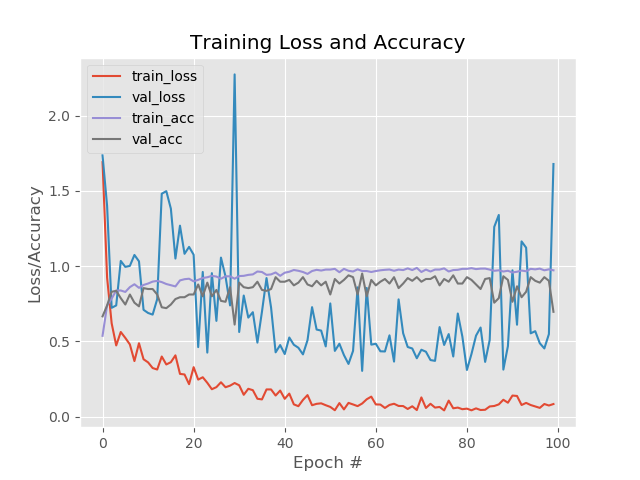 Training Loss and Accuracy
train_loss
val_loss
train_acc
val_acc
2.0
1.5
1.0
0.5
0.0
Loss/Accuracy
0 20 40 60 80 100
Epoch #